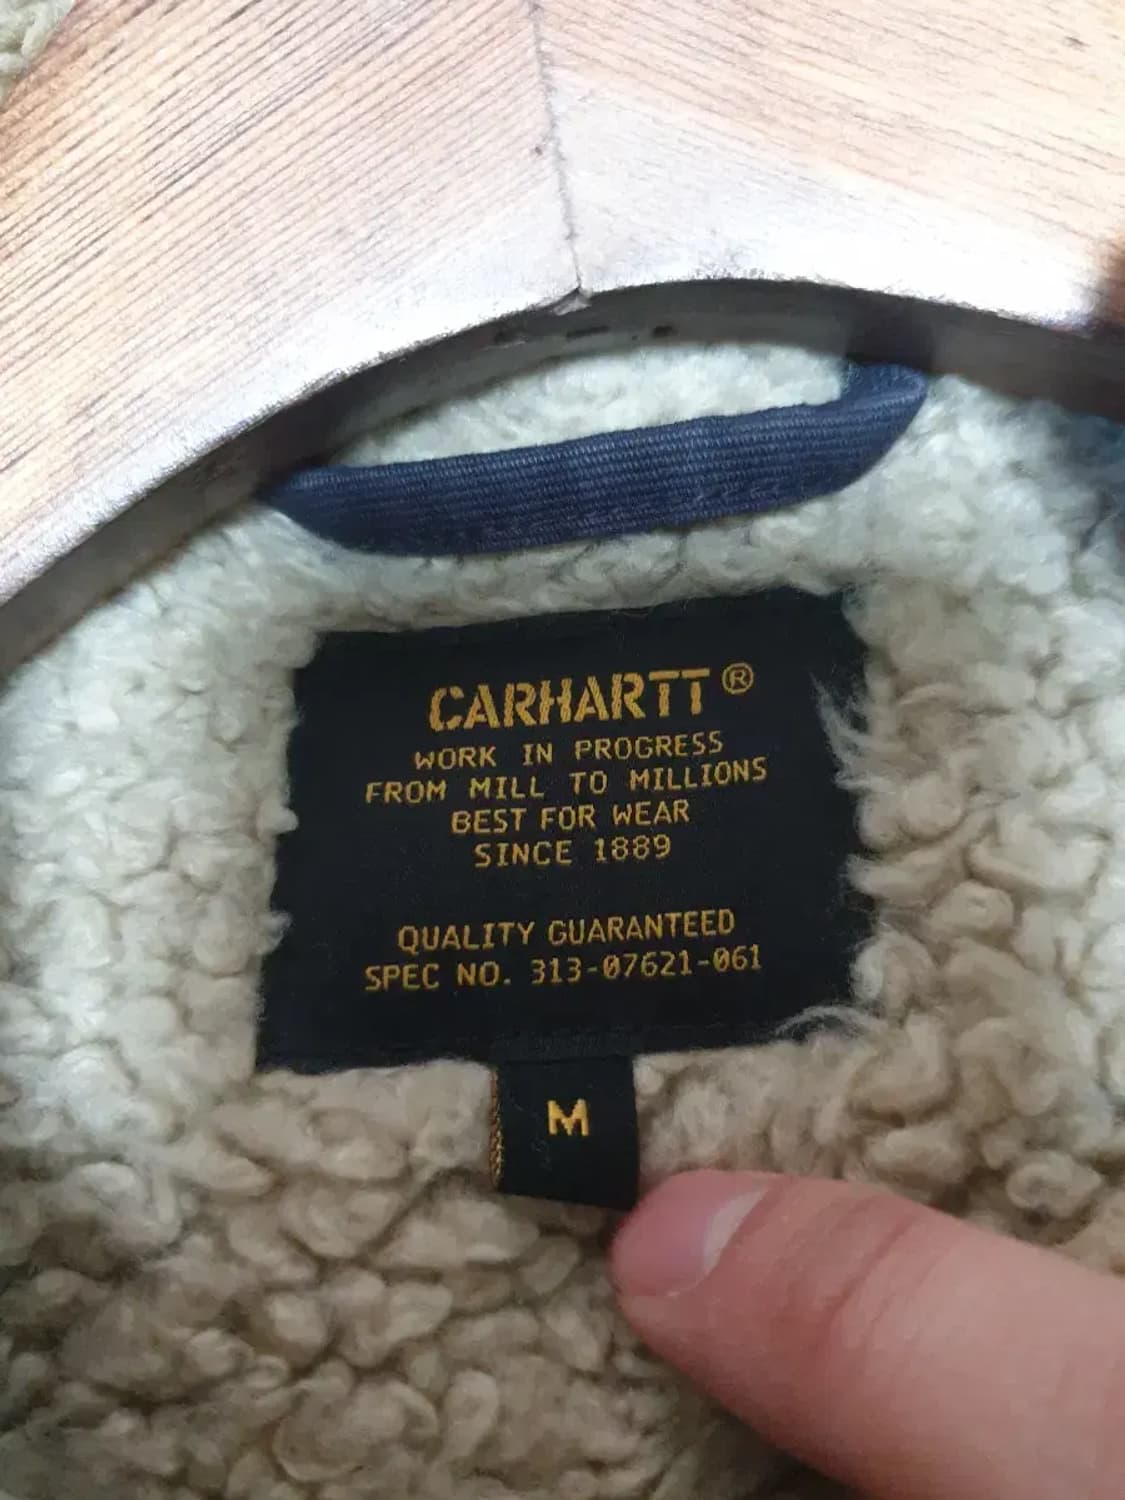 CARHARTT®
WORK IN PROGRESS
FROM MILL TO MILLIONS
BEST FOR WEAR
SINCE 1889
QUALITY GUARANTEED
SPEC NO. 313-07621-061
M